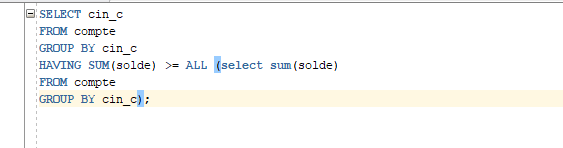 SELECT cin_c
FROM compte
GROUP BY cin_c
HAVING SUM(solde) >= ALL (select sum(solde)
FROM compte
GROUP BY cin_c);